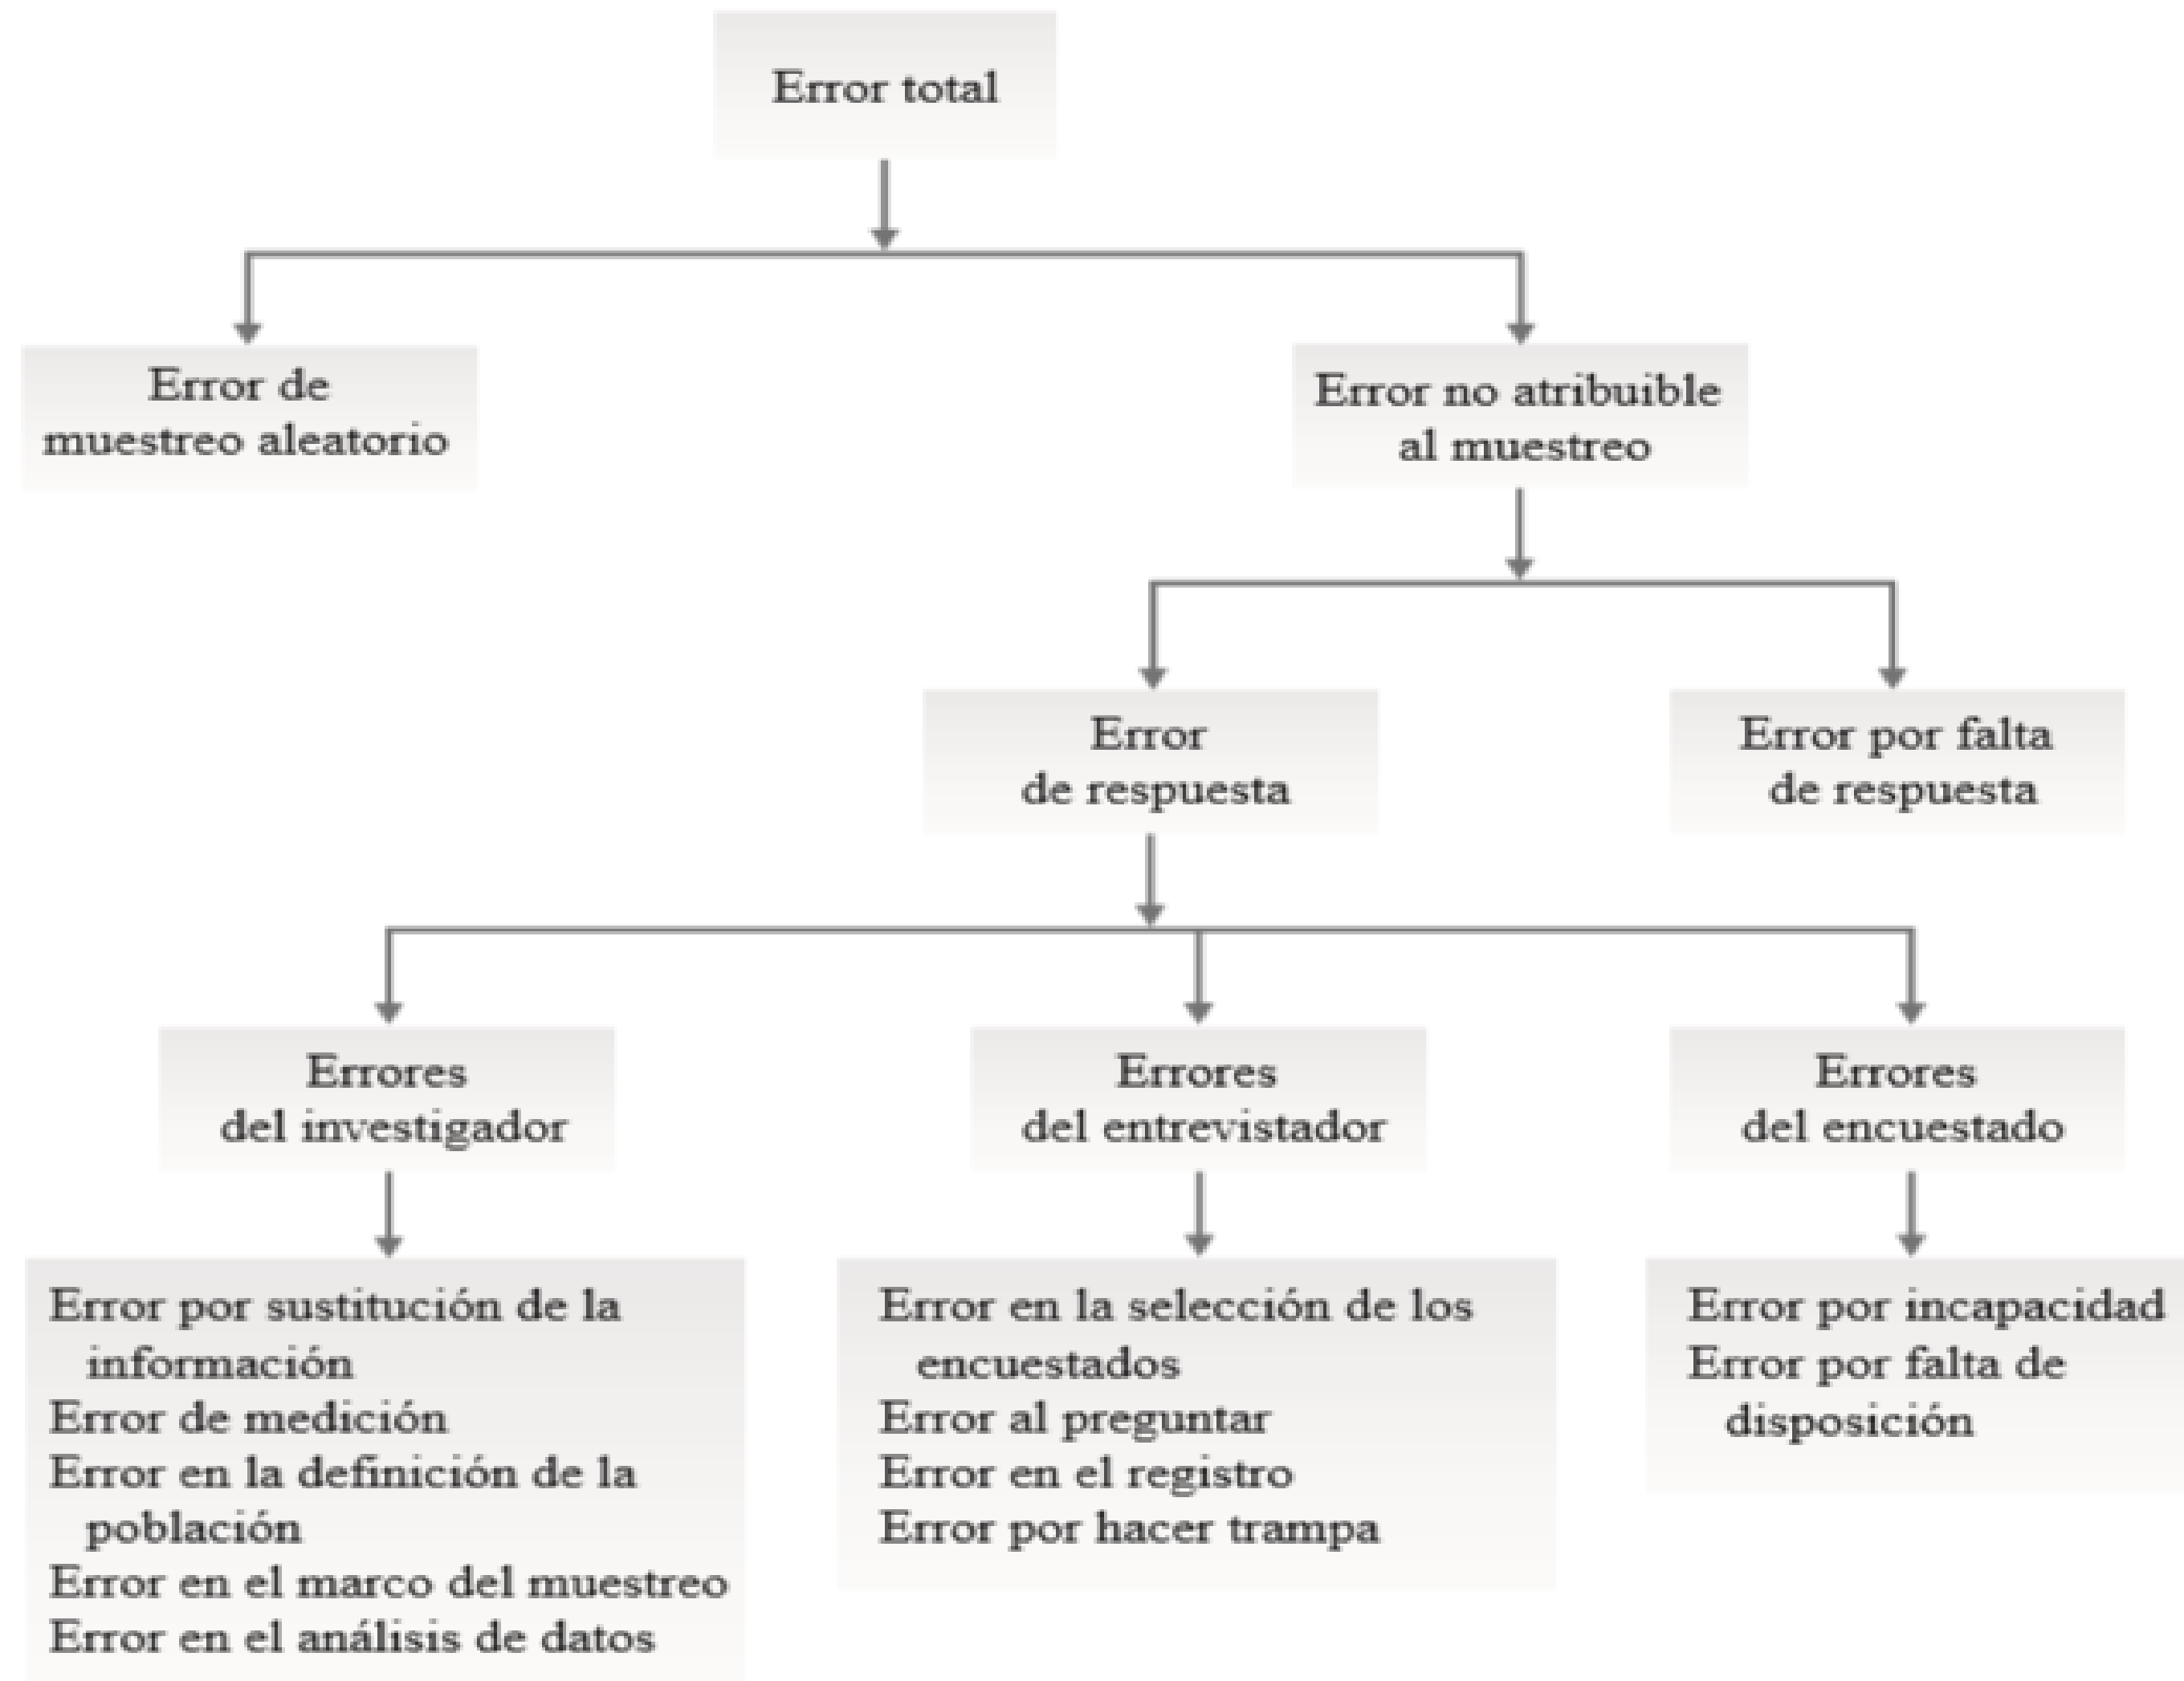 Error total
Error de
muestreo aleatorio
Error no atribuible
al muestreo
Error
de respuesta
Error por falta
de respuesta
Errores
del investigador
Errores
del entrevistador
Errores
del encuestado
Error por sustitución de la
información
Error de medición
Error en la definición de la
población
Error en el marco del muestreo
Error en el análisis de datos
Error en la selección de los
encuestados
Error al preguntar
Error en el registro
Error por hacer trampa
Error por incapacidad
Error por falta de
disposición